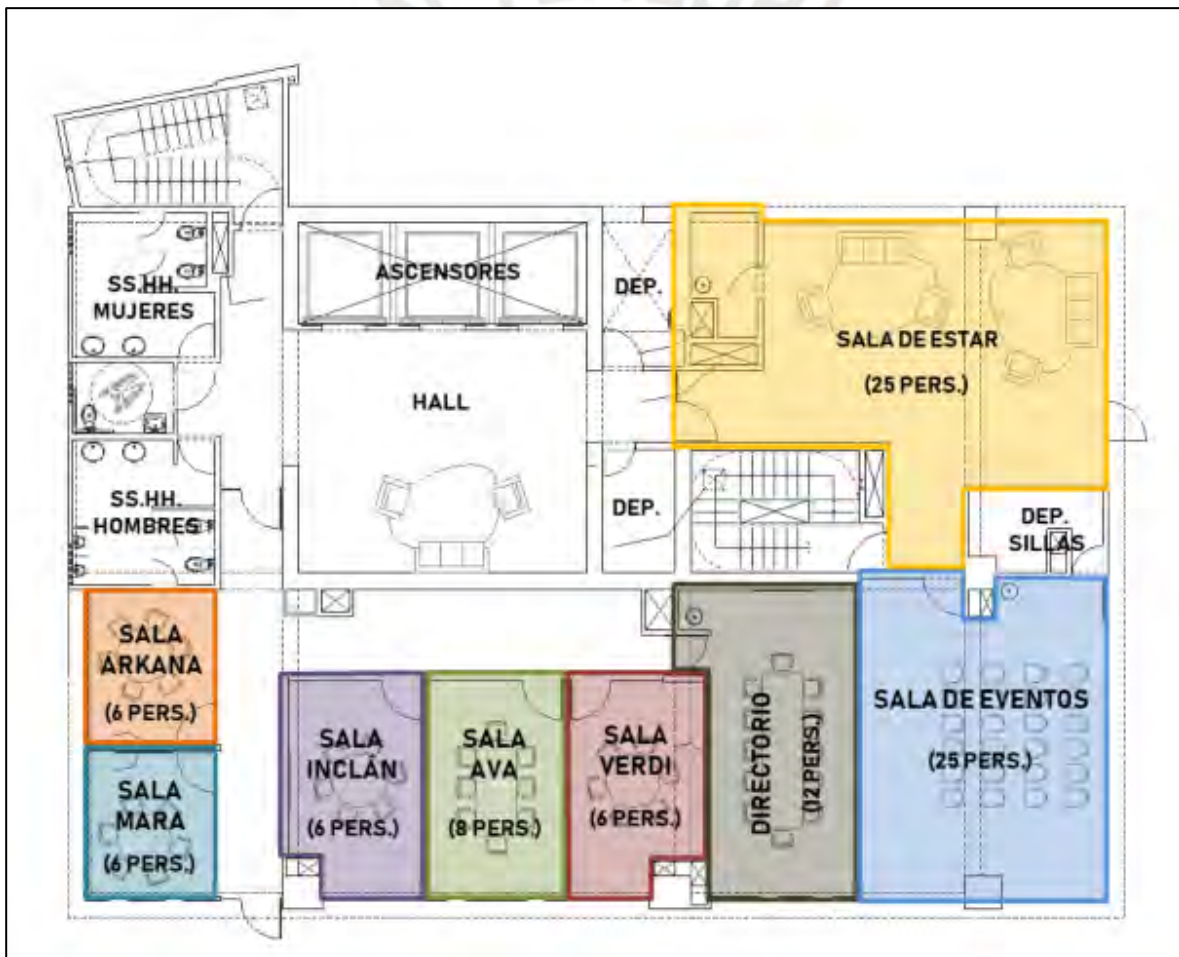 ASCENSORES
SS.HH.
MUJERES
DEP.
SALA DE ESTAR
(25 PERS.)
HALL
SS.HH.
HOMBRES
DEP.
DEP.
SILLAS
SALA
ARKANA
(6 PERS.)
SALA
MARA
(6 PERS.)
SALA
INCLÁN
(6 PERS.)
SALA
AVA
(8 PERS.)
SALA
VERDI
(6 PERS.)
DIRECTORIO
(12 PERS.)
SALA DE EVENTOS
(25 PERS.)